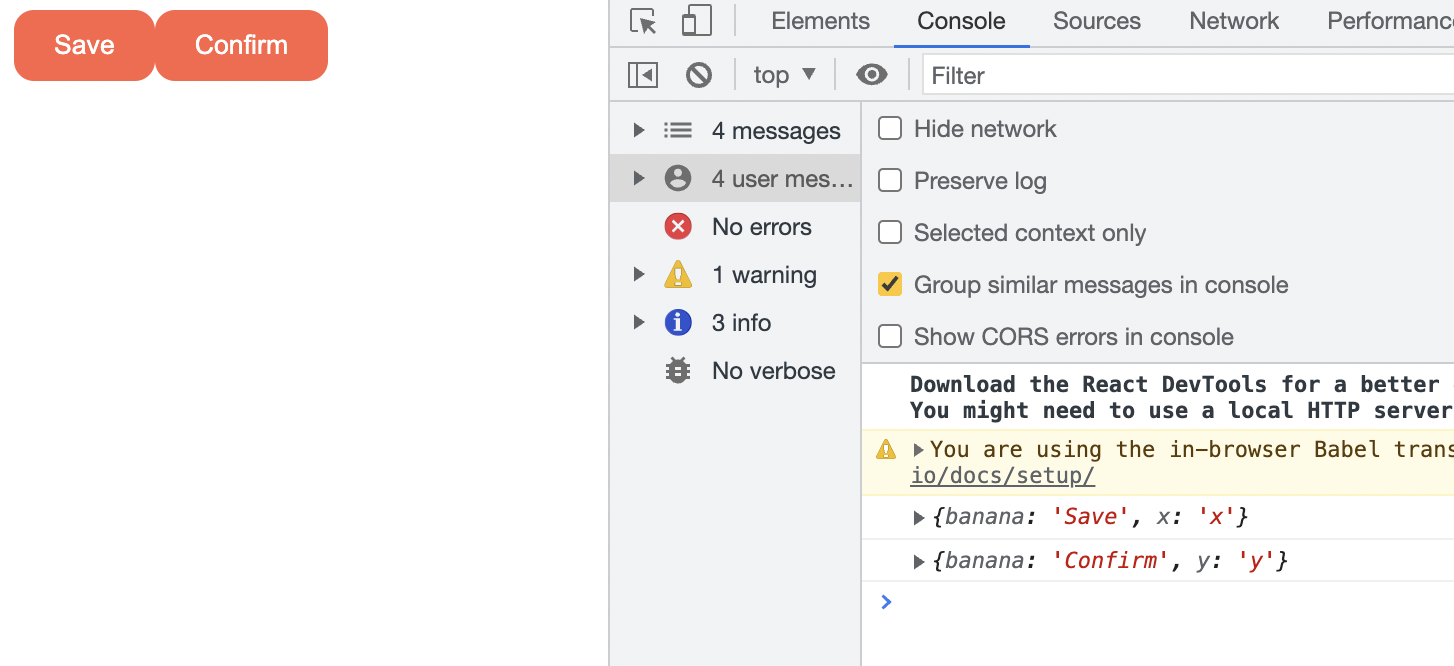 Save Confirm
Elements Console Sources Network Performanc
top Filter
4 messages
4 user mes…
No errors
1 warning
3 info
No verbose
Hide network
Preserve log
Selected context only
Group similar messages in console
Show CORS errors in console
Download the React DevTools for a better
You might need to use a local HTTP server
You are using the in-browser Babel trans
io/docs/setup/
{banana: 'Save', x: 'x'}
{banana: 'Confirm', y: 'y'}